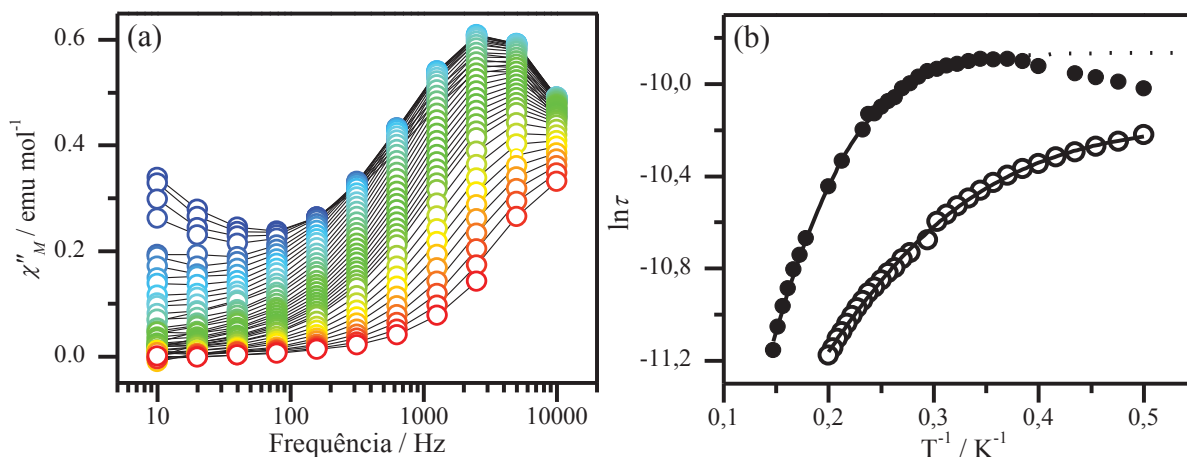 (a)
0.6
0.4
0.2
0.0
χ″M / emu mol-1
10
100
1000
10000
Frequência / Hz
(b)
-10,0
-10,4
-10,8
-11,2
lnτ
0,1
0,2
0,3
0,4
0,5
T-1 / K-1